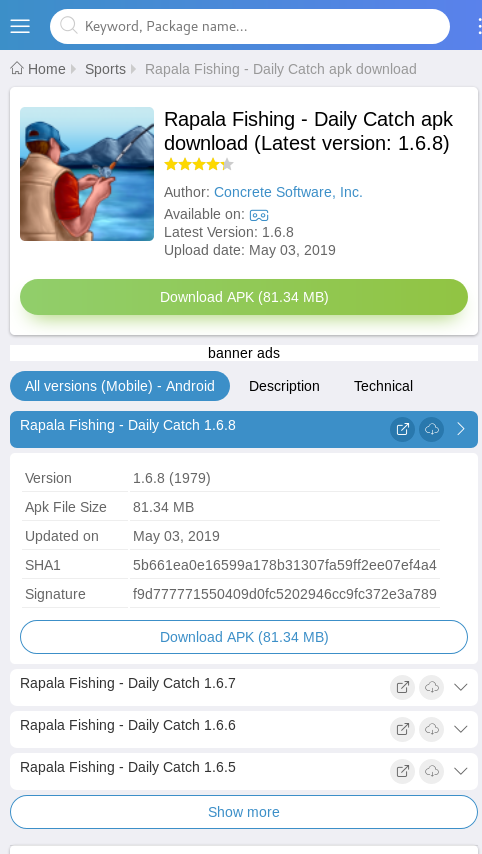 Keyword, Package name...
Home Sports Rapala Fishing - Daily Catch apk download
Rapala Fishing - Daily Catch apk
download (Latest version: 1.6.8)
Author: Concrete Software, Inc.
Available on:
Latest Version: 1.6.8
Upload date: May 03, 2019
Download APK (81.34 MB)
banner ads
All versions (Mobile) - Android Description Technical
Rapala Fishing - Daily Catch 1.6.8
Version 1.6.8 (1979)
Apk File Size 81.34 MB
Updated on May 03, 2019
SHA1 5b661ea0e16599a178b31307fa59ff2ee07ef4a4
Signature f9d777771550409d0fc5202946cc9fc372e3a789
Download APK (81.34 MB)
Rapala Fishing - Daily Catch 1.6.7
Rapala Fishing - Daily Catch 1.6.6
Rapala Fishing - Daily Catch 1.6.5
Show more